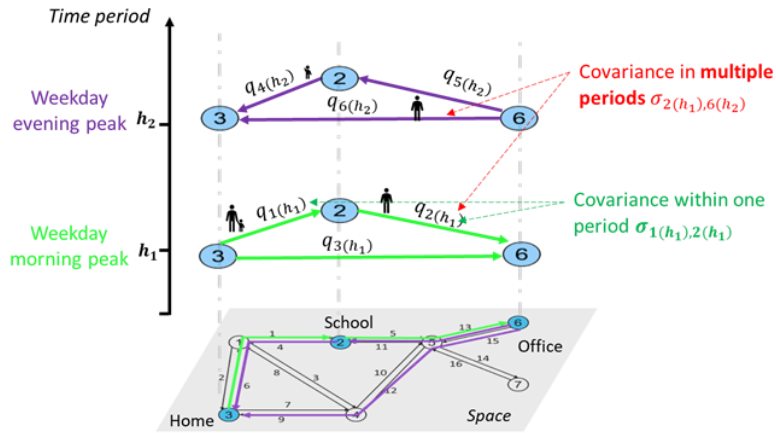 Time period
Weekday
evening peak
h₂
q₄(h₂)
2
q₅(h₂)
3
q₆(h₂)
6
Covariance in multiple
periods σ₂(h₁),₆(h₂)
Weekday
morning peak
h₁
q₁(h₁)
2
q₂(h₁)
3
q₃(h₁)
6
Covariance within one
period σ₁(h₁),₂(h₁)
School
Office
Home
Space
1
1
4
2
5
11
5
13
15
6
2
6
8
3
10
12
16
14
7
3
7
9
4